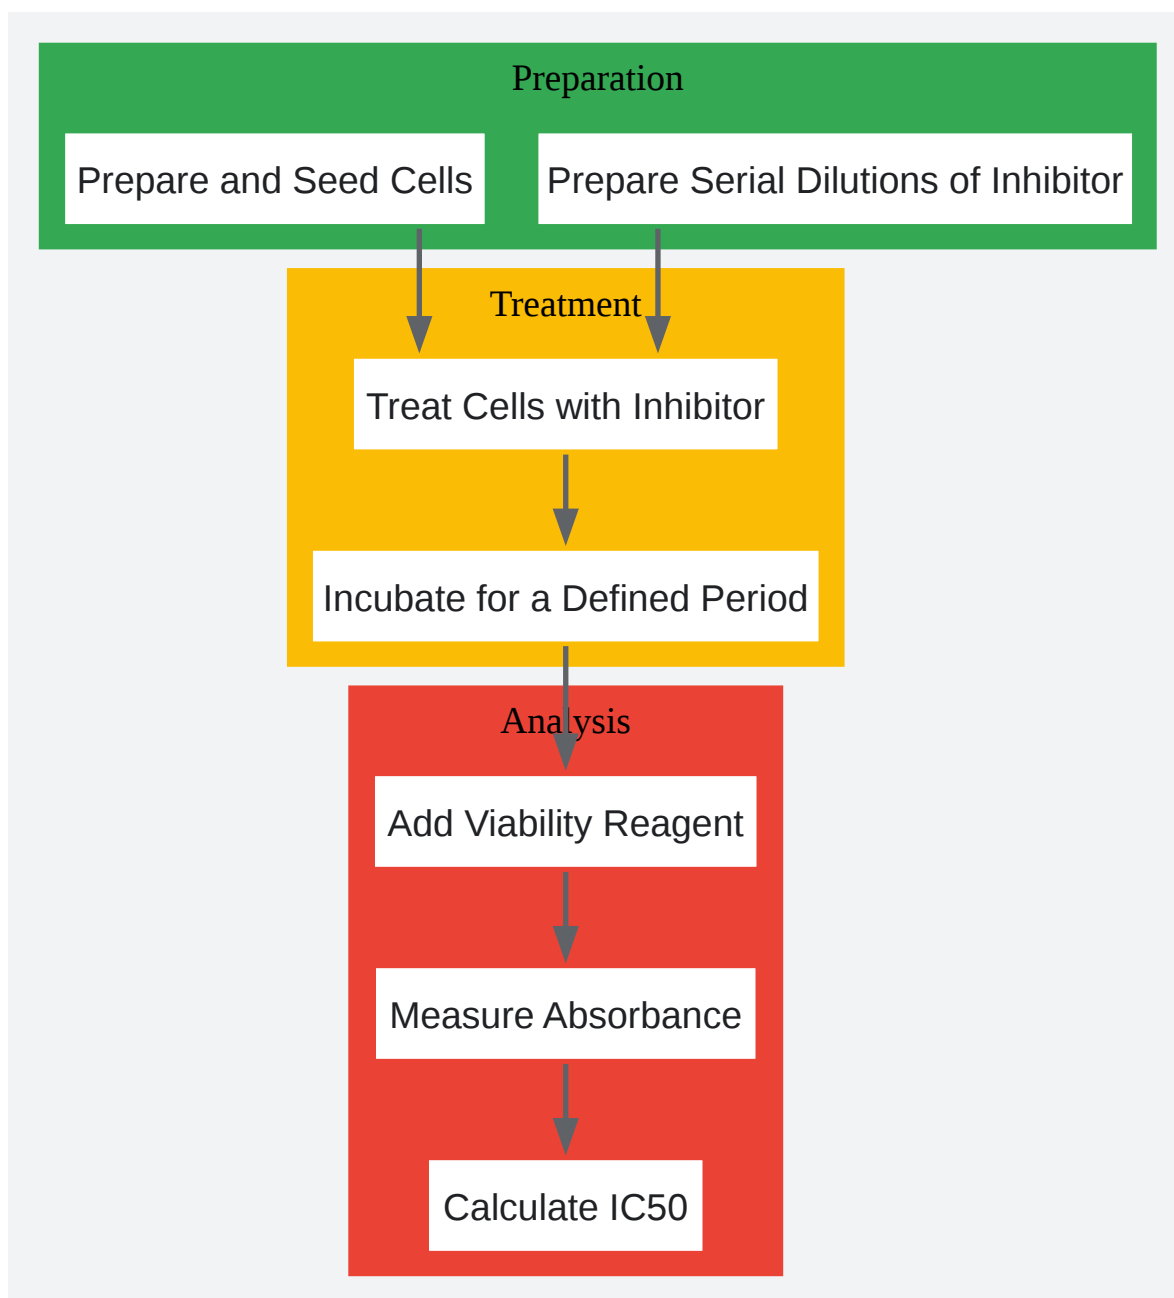 Preparation
Prepare and Seed Cells
Prepare Serial Dilutions of Inhibitor
Treatment
Treat Cells with Inhibitor
Incubate for a Defined Period
Analysis
Add Viability Reagent
Measure Absorbance
Calculate IC50